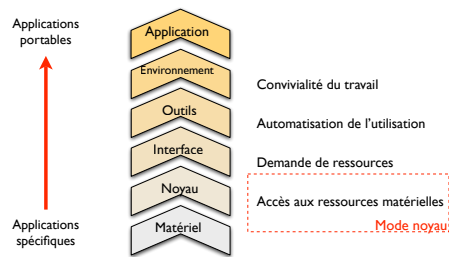 Applications
portables
Application
Environnement
Convivialité du travail
Outils
Automatisation de l'utilisation
Interface
Demande de ressources
Noyau
Accès aux ressources matérielles
Mode noyau
Applications
spécifiques
Matériel